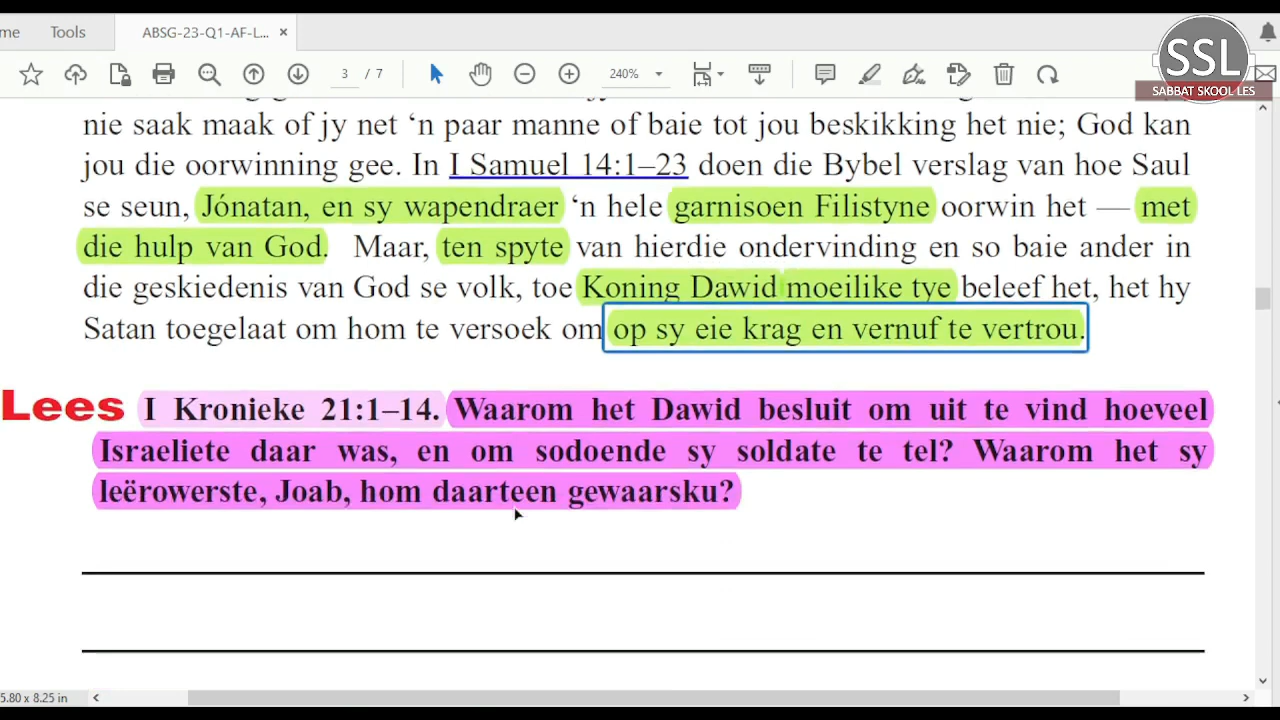 me
Tools
ABSG-23-Q1-AF-L...
×
SSL
SABBAT SKOOL LES
3 / 7
240%
nie saak maak of jy net ‘n paar manne of baie tot jou beskikking het nie; God kan
jou die oorwinning gee. In I Samuel 14:1–23 doen die Bybel verslag van hoe Saul
se seun, Jónatan, en sy wapendraer ‘n hele garnisoen Filistyne oorwin het — met
die hulp van God. Maar, ten spyte van hierdie ondervinding en so baie ander in
die geskiedenis van God se volk, toe Koning Dawid moeilike tye beleef het, het hy
Satan toegelaat om hom te versoek om op sy eie krag en vernuf te vertrou.
Lees I Kronieke 21:1–14. Waarom het Dawid besluit om uit te vind hoeveel
Israeliete daar was, en om sodoende sy soldate te tel? Waarom het sy
leërowerste, Joab, hom daarteen gewaarsku?
5.80 x 8.25 in